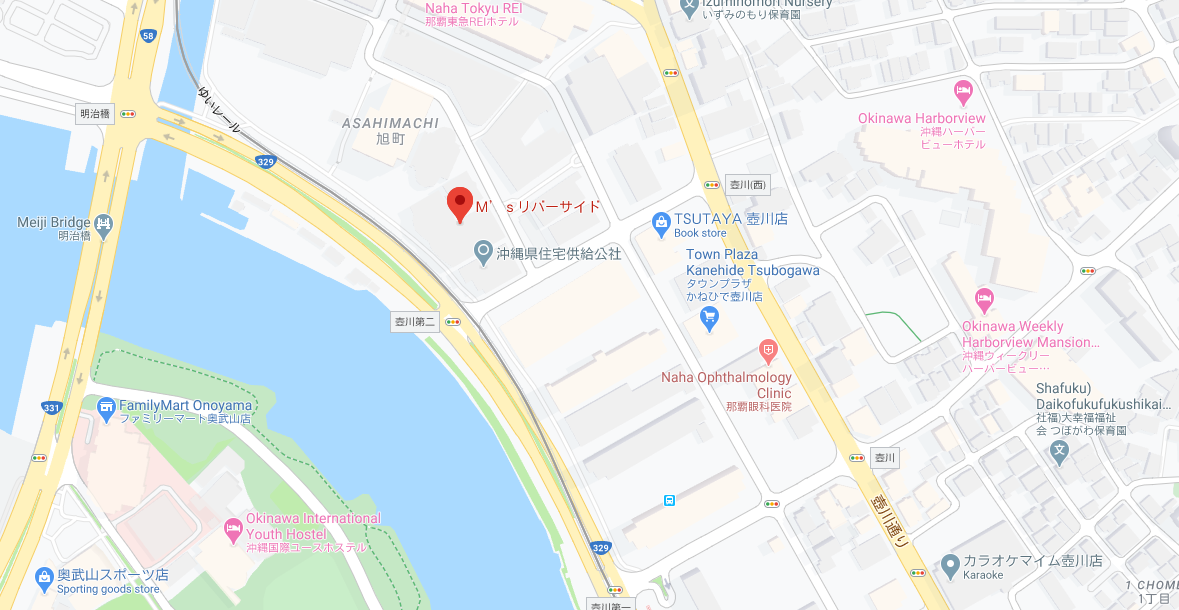 Naha Tokyu REI
那覇東急REIホテル
Izuminomori Nursery
いずみのもり保育園
58
ゆいレール
明治橋
ASAHIMACHI
旭町
329
Okinawa Harborview
沖縄ハーバー
ビューホテル
壺川(西)
M’ｓリバーサイド
TSUTAYA 壺川店
Book store
Meiji Bridge
明治橋
沖縄県住宅供給公社
Town Plaza
Kanehide Tsubogawa
タウンプラザ
かねひで壺川店
壺川第二
Okinawa Weekly
Harborview Mansion...
沖縄ウィークリー
ハーバービュー…
Naha Ophthalmology
Clinic
那覇眼科医院
Shafuku)
Daikofukufukushikai...
社福)大幸福福祉
会 つぼがわ保育園
331
FamilyMart Onoyama
ファミリーマート奥武山店
壺川
壺川通り
Okinawa International
Youth Hostel
沖縄国際ユースホステル
329
奥武山スポーツ店
Sporting goods store
カラオケマイム壺川店
Karaoke
1 CHOME
1丁目
壺川第一